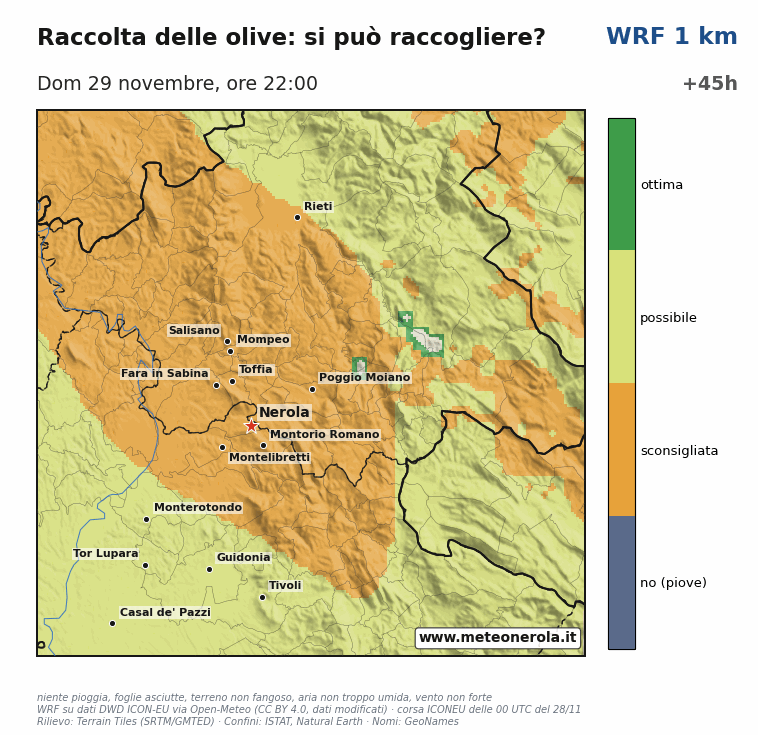 Raccolta delle olive: si può raccogliere?
WRF 1 km
Dom 29 novembre, ore 22:00
+45h
ottima
possibile
sconsigliata
no (piove)
Rieti
Salisano
Mompeo
Toffia
Fara in Sabina
Poggio Moiano
Nerola
Montorio Romano
Montelibretti
Monterotondo
Tor Lupara
Guidonia
Tivoli
Casal de' Pazzi
www.meteonerola.it
niente pioggia, foglie asciutte, terreno non fangoso, aria non troppo umida, vento non forte
WRF su dati DWD ICON-EU via Open-Meteo (CC BY 4.0, dati modificati) · corsa ICONEU delle 00 UTC del 28/11
Rilievo: Terrain Tiles (SRTM/GMTED) · Confini: ISTAT, Natural Earth · Nomi: GeoNames